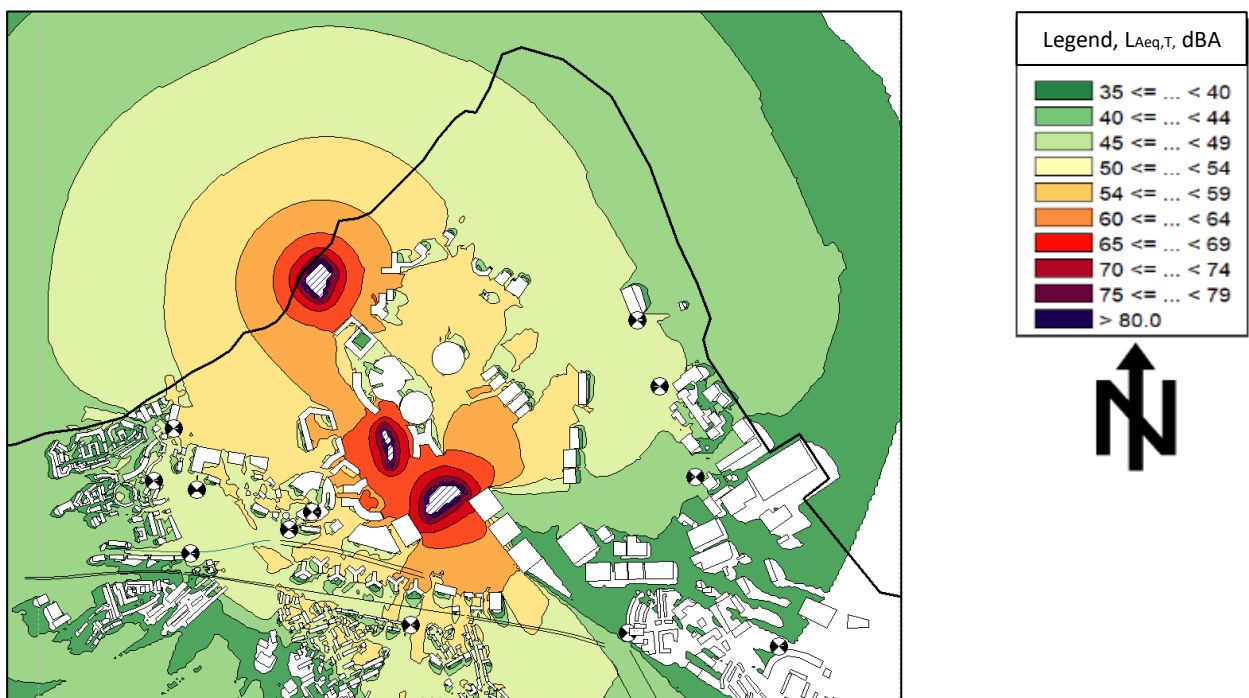 Legend, LAeq,T, dBA
35 <= ... < 40
40 <= ... < 44
45 <= ... < 49
50 <= ... < 54
54 <= ... < 59
60 <= ... < 64
65 <= ... < 69
70 <= ... < 74
75 <= ... < 79
> 80.0
N